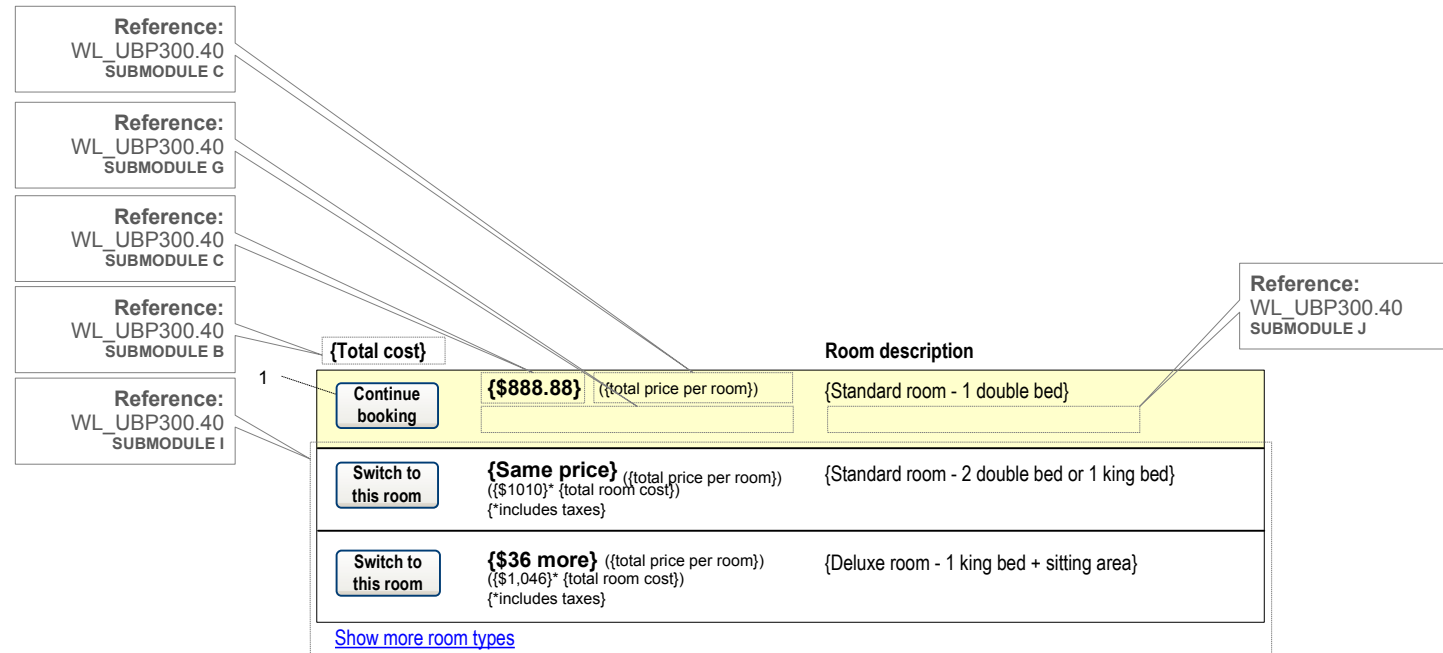 Reference:
WL_UBP300.40
SUBMODULE C
Reference:
WL_UBP300.40
SUBMODULE G
Reference:
WL_UBP300.40
SUBMODULE C
Reference:
WL_UBP300.40
SUBMODULE B
Reference:
WL_UBP300.40
SUBMODULE I
Reference:
WL_UBP300.40
SUBMODULE J
{Total cost}
Room description
1
Continue
booking
{$888.88} ({total price per room})
{Standard room - 1 double bed}
Switch to
this room
{Same price} ({total price per room})
({$1010}* {total room cost})
{*includes taxes}
{Standard room - 2 double bed or 1 king bed}
Switch to
this room
{$36 more} ({total price per room})
({$1,046}* {total room cost})
{*includes taxes}
{Deluxe room - 1 king bed + sitting area}
Show more room types